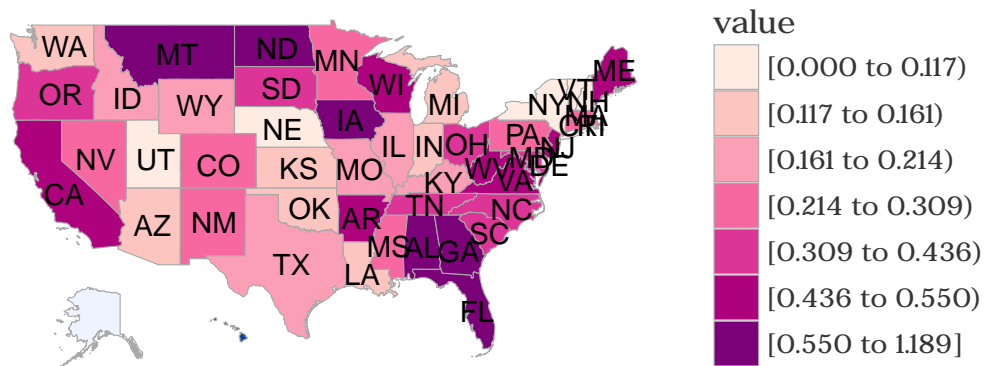 value
[0.000 to 0.117)
[0.117 to 0.161)
[0.161 to 0.214)
[0.214 to 0.309)
[0.309 to 0.436)
[0.436 to 0.550)
[0.550 to 1.189]
WA
MT
ND
MN
ME
OR
ID
WY
SD
WI
MI
NY
VT
NH
MA
RI
NE
IA
PA
NJ
NV
UT
CO
KS
MO
IL
IN
OH
DE
CA
KY
VA
AZ
NM
OK
AR
TN
NC
SC
TX
LA
MS
AL
GA
FL